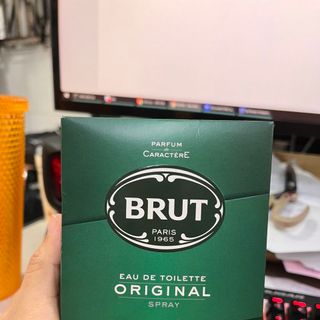 PARFUM
de
CARACTÈRE
BRUT
PARIS
1965
EAU DE TOILETTE
ORIGINAL
SPRAY